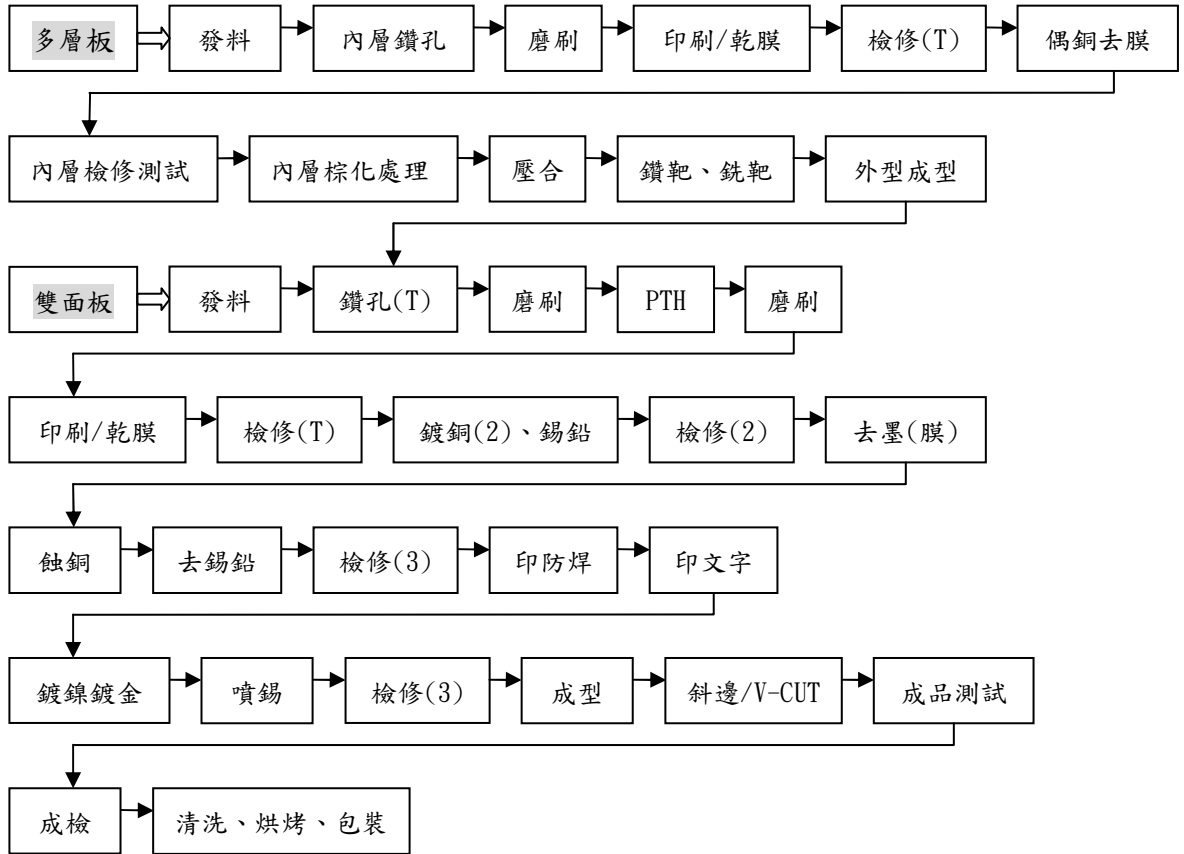 多層板 發料 內層鑽孔 磨刷 印刷/乾膜 檢修(T) 偶銅去膜
內層檢修測試 內層棕化處理 壓合 鑽靶、銑靶 外型成型
雙面板 發料 鑽孔(T) 磨刷 PTH 磨刷
印刷/乾膜 檢修(T) 鍍銅(2)、錫鉛 檢修(2) 去墨(膜)
蝕銅 去錫鉛 檢修(3) 印防焊 印文字
鍍鎳鍍金 噴錫 檢修(3) 成型 斜邊/V-CUT 成品測試
成檢 清洗、烘烤、包裝